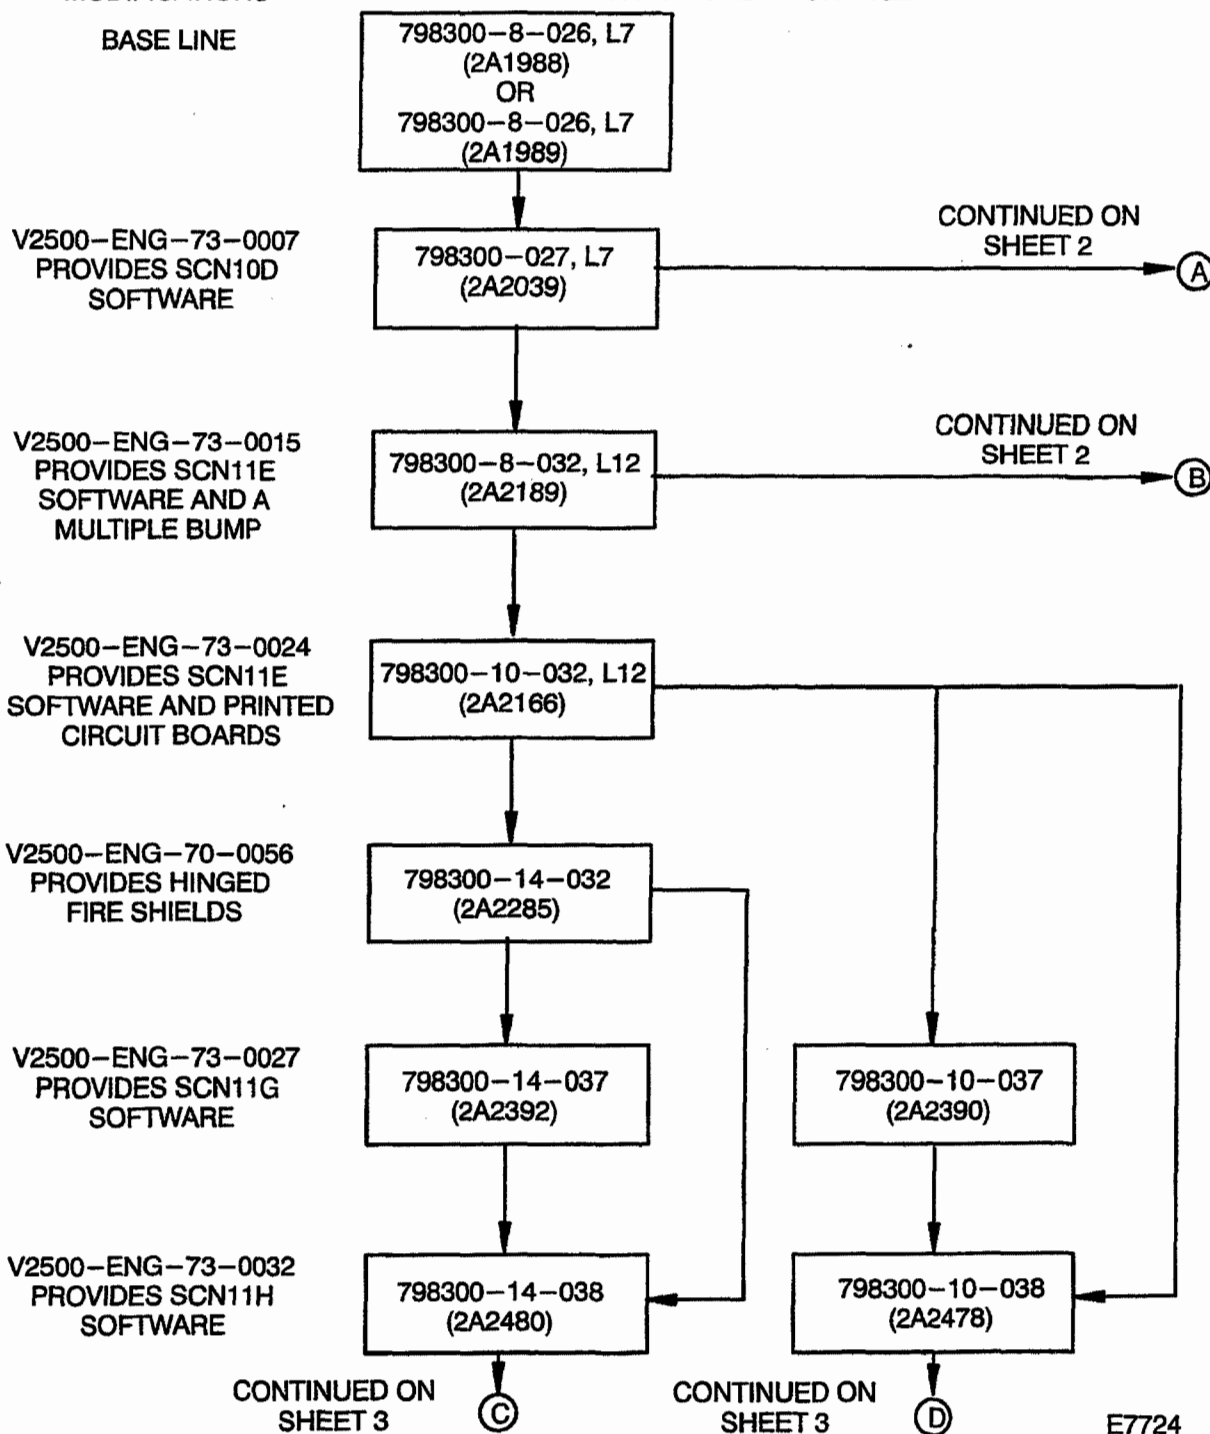 BASE LINE
798300-8-026, L7
(2A1988)
OR
798300-8-026, L7
(2A1989)
V2500-ENG-73-0007
PROVIDES SCN10D
SOFTWARE
798300-027, L7
(2A2039)
CONTINUED ON
SHEET 2
A
V2500-ENG-73-0015
PROVIDES SCN11E
SOFTWARE AND A
MULTIPLE BUMP
798300-8-032, L12
(2A2189)
CONTINUED ON
SHEET 2
B
V2500-ENG-73-0024
PROVIDES SCN11E
SOFTWARE AND PRINTED
CIRCUIT BOARDS
798300-10-032, L12
(2A2166)
V2500-ENG-70-0056
PROVIDES HINGED
FIRE SHIELDS
798300-14-032
(2A2285)
V2500-ENG-73-0027
PROVIDES SCN11G
SOFTWARE
798300-14-037
(2A2392)
798300-10-037
(2A2390)
V2500-ENG-73-0032
PROVIDES SCN11H
SOFTWARE
798300-14-038
(2A2480)
798300-10-038
(2A2478)
CONTINUED ON
SHEET 3
C
CONTINUED ON
SHEET 3
D
E7724